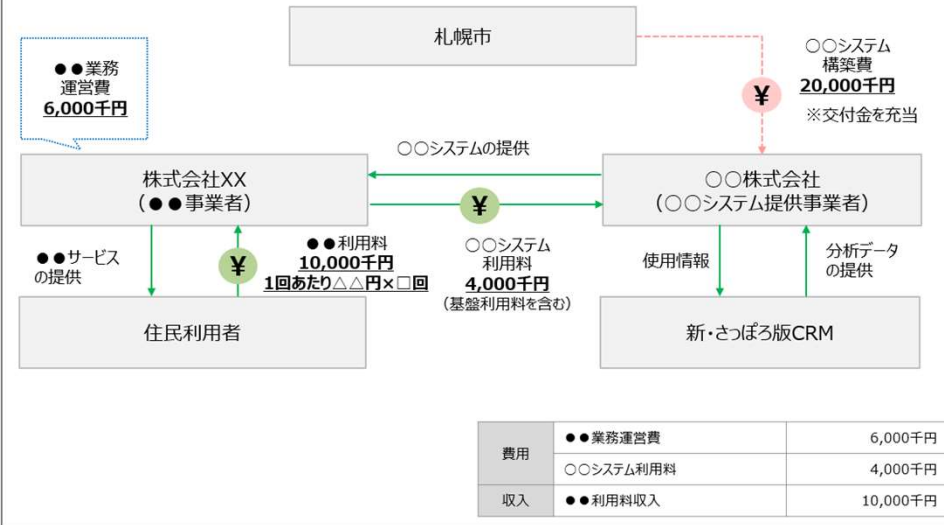 札幌市
○○システム
構築費
20,000千円
※交付金を充当
●●業務
運営費
6,000千円
¥
○○システムの提供
株式会社XX
(●●事業者)
¥
○○株式会社
(○○システム提供事業者)
●●サービス
の提供
¥
●●利用料
10,000千円
1回あたり△△円×□回
○○システム
利用料
4,000千円
(基盤利用料を含む)
使用情報
分析データ
の提供
住民利用者
新・さっぽろ版CRM
費用
●●業務運営費 6,000千円
○○システム利用料 4,000千円
収入 ●●利用料収入 10,000千円